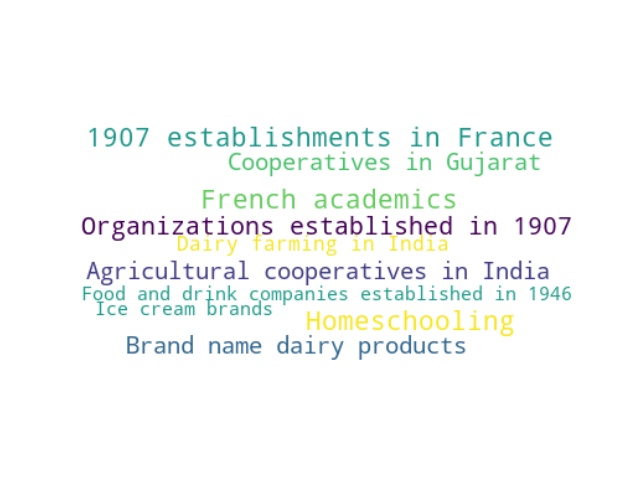 1907 establishments in France
Cooperatives in Gujarat
French academics
Organizations established in 1907
Dairy farming in India
Agricultural cooperatives in India
Food and drink companies established in 1946
Ice cream brands
Homeschooling
Brand name dairy products